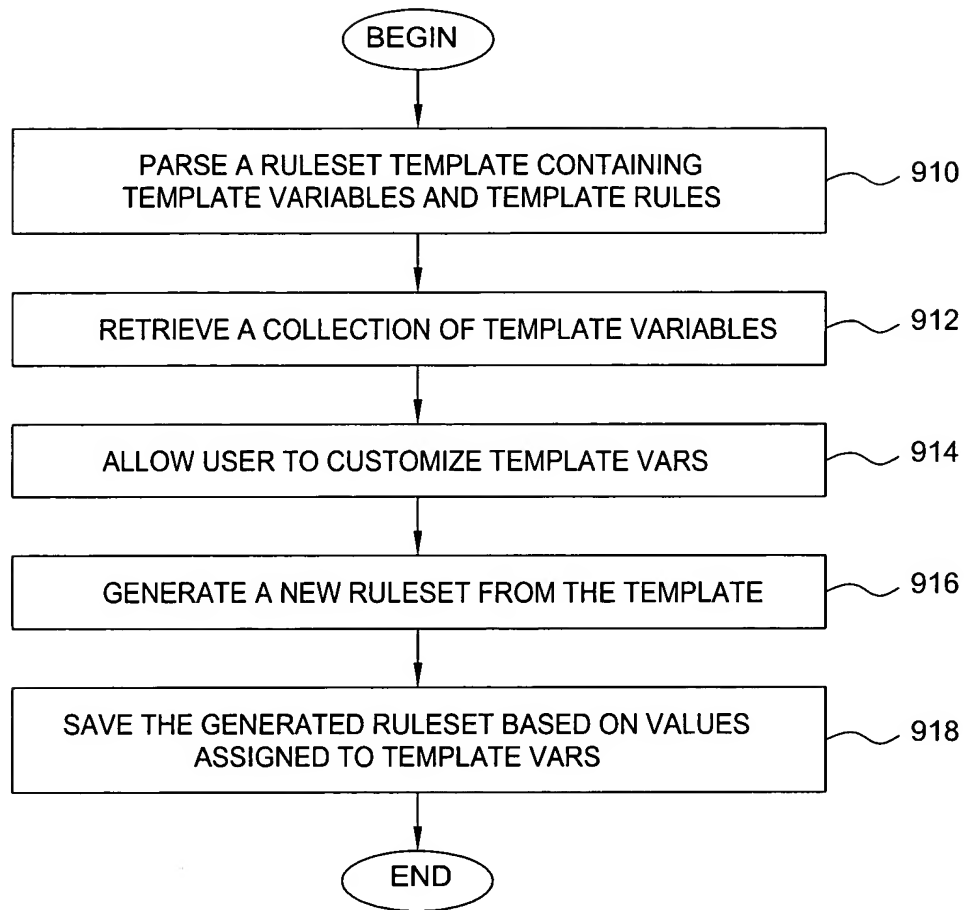 BEGIN
PARSE A RULESET TEMPLATE CONTAINING
TEMPLATE VARIABLES AND TEMPLATE RULES
910
RETRIEVE A COLLECTION OF TEMPLATE VARIABLES
912
ALLOW USER TO CUSTOMIZE TEMPLATE VARS
914
GENERATE A NEW RULESET FROM THE TEMPLATE
916
SAVE THE GENERATED RULESET BASED ON VALUES
ASSIGNED TO TEMPLATE VARS
918
END